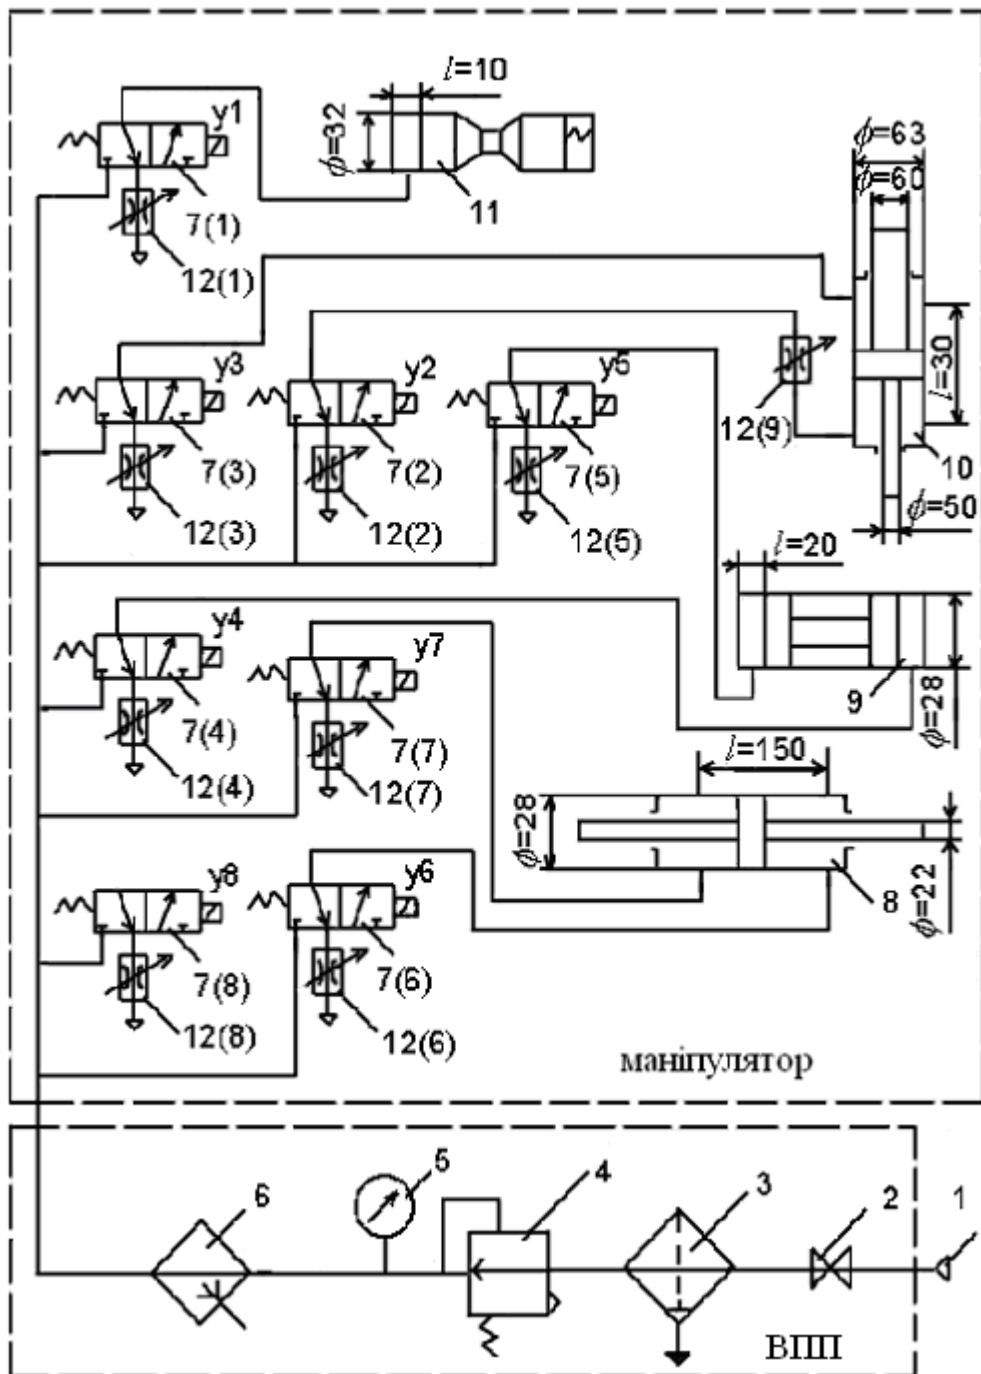 l=10
y1
ϕ=32
ϕ=63
ϕ=60
11
7(1)
12(1)
y3
y2
y5
l=30
12(9)
7(3)
7(2)
7(5)
10
12(3)
12(2)
12(5)
ϕ=50
l=20
y4
y7
9
ϕ=28
7(4)
7(7)
l=150
12(4)
12(7)
ϕ=28
y8
y6
8
ϕ=22
7(8)
7(6)
12(8)
12(6)
маніпулятор
5
4
3
2
1
6
ВПП